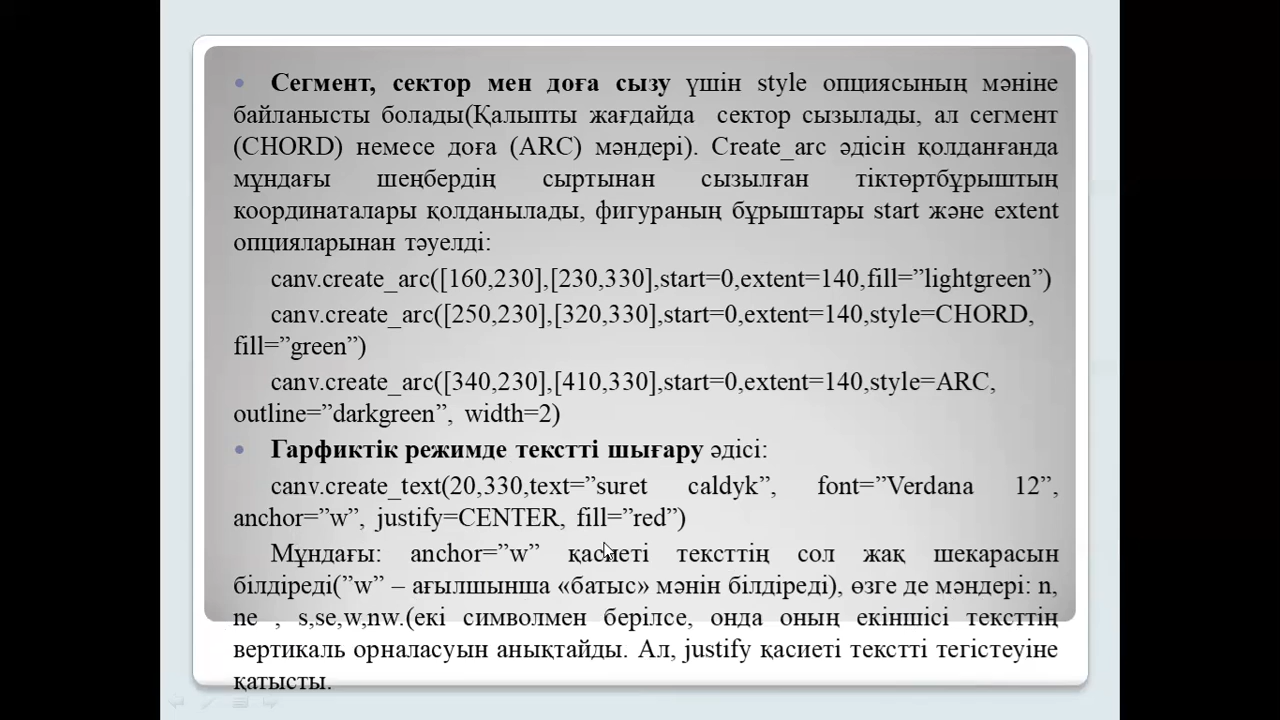 Сегмент, сектор мен доға сызу үшін style опциясының мәніне
байланысты болады(Қалыпты жағдайда сектор сызылады, ал сегмент
(CHORD) немесе доға (ARC) мәндері). Create_arc әдісін қолданғанда
мұндағы шеңбердің сыртынан сызылған тіктөртбұрыштың
координаталары қолданылады, фигураның бұрыштары start және extent
опцияларынан тәуелді:
canv.create_arc([160,230],[230,330],start=0,extent=140,fill=”lightgreen”)
canv.create_arc([250,230],[320,330],start=0,extent=140,style=CHORD,
fill=”green”)
canv.create_arc([340,230],[410,330],start=0,extent=140,style=ARC,
outline=”darkgreen”, width=2)
Гарфиктік режимде текстті шығару әдісі:
canv.create_text(20,330,text=”suret caldyk”, font=”Verdana 12”,
anchor=”w”, justify=CENTER, fill=”red”)
Мұндағы: anchor=”w” қасиеті тексттің сол жақ шекарасын
білдіреді(”w” – ағылшынша «батыс» мәнін білдіреді), өзге де мәндері: n,
ne , s,se,w,nw.(екі символмен берілсе, онда оның екіншісі тексттің
вертикаль орналасуын анықтайды. Ал, justify қасиеті текстті тегістеуіне
қатысты.